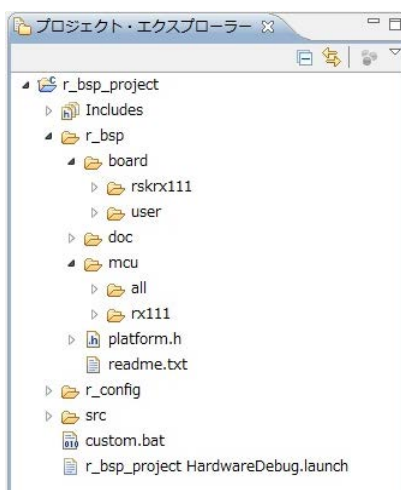 プロジェクト・エクスプローラー
r_bsp_project
Includes
r_bsp
board
rskrx111
user
doc
mcu
all
rx111
platform.h
readme.txt
r_config
src
custom.bat
r_bsp_project HardwareDebug.launch